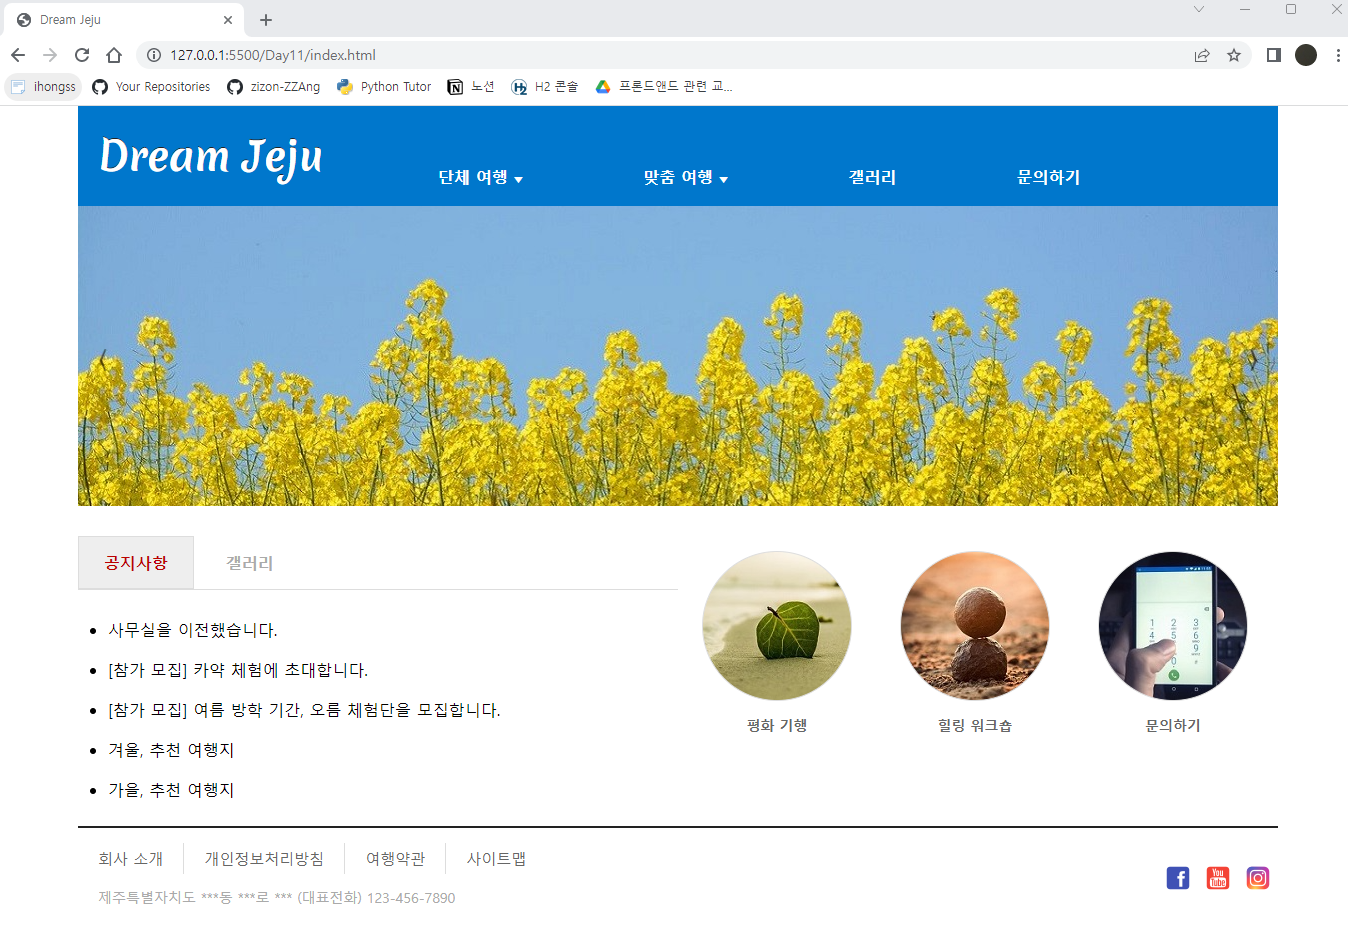 Dream Jeju
127.0.0.1:5500/Day11/index.html
ihongss Your Repositories zizon-ZZAng Python Tutor 노션 H2 콘솔 프론드앤드 관련 교...
Dream Jeju
단체 여행 맞춤 여행 갤러리 문의하기
공지사항 갤러리
사무실을 이전했습니다.
[참가 모집] 카약 체험에 초대합니다.
[참가 모집] 여름 방학 기간, 오름 체험단을 모집합니다.
겨울, 추천 여행지
가을, 추천 여행지
평화 기행 힐링 워크숍 문의하기
회사 소개 개인정보처리방침 여행약관 사이트맵
제주특별자치도 ***동 ***로 *** (대표전화) 123-456-7890
You Tube